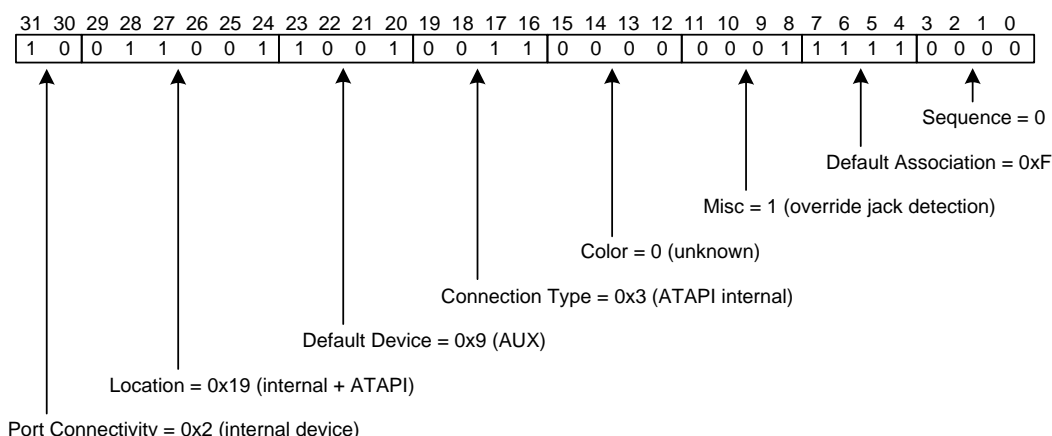 31 30 29 28 27 26 25 24 23 22 21 20 19 18 17 16 15 14 13 12 11 10 9 8 7 6 5 4 3 2 1 0
1 0 0 1 1 0 0 1 1 0 0 1 0 0 1 1 0 0 0 0 0 0 0 1 1 1 1 1 0 0 0 0
Sequence = 0
Default Association = 0xF
Misc = 1 (override jack detection)
Color = 0 (unknown)
Connection Type = 0x3 (ATAPI internal)
Default Device = 0x9 (AUX)
Location = 0x19 (internal + ATAPI)
Port Connectivity = 0x2 (internal device)